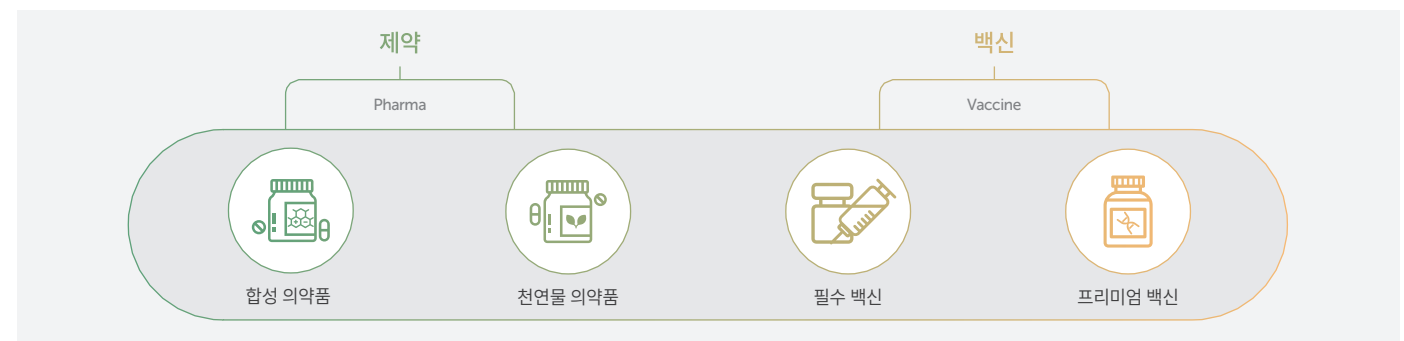 제약
백신
Pharma
Vaccine
합성 의약품
천연물 의약품
필수 백신
프리미엄 백신